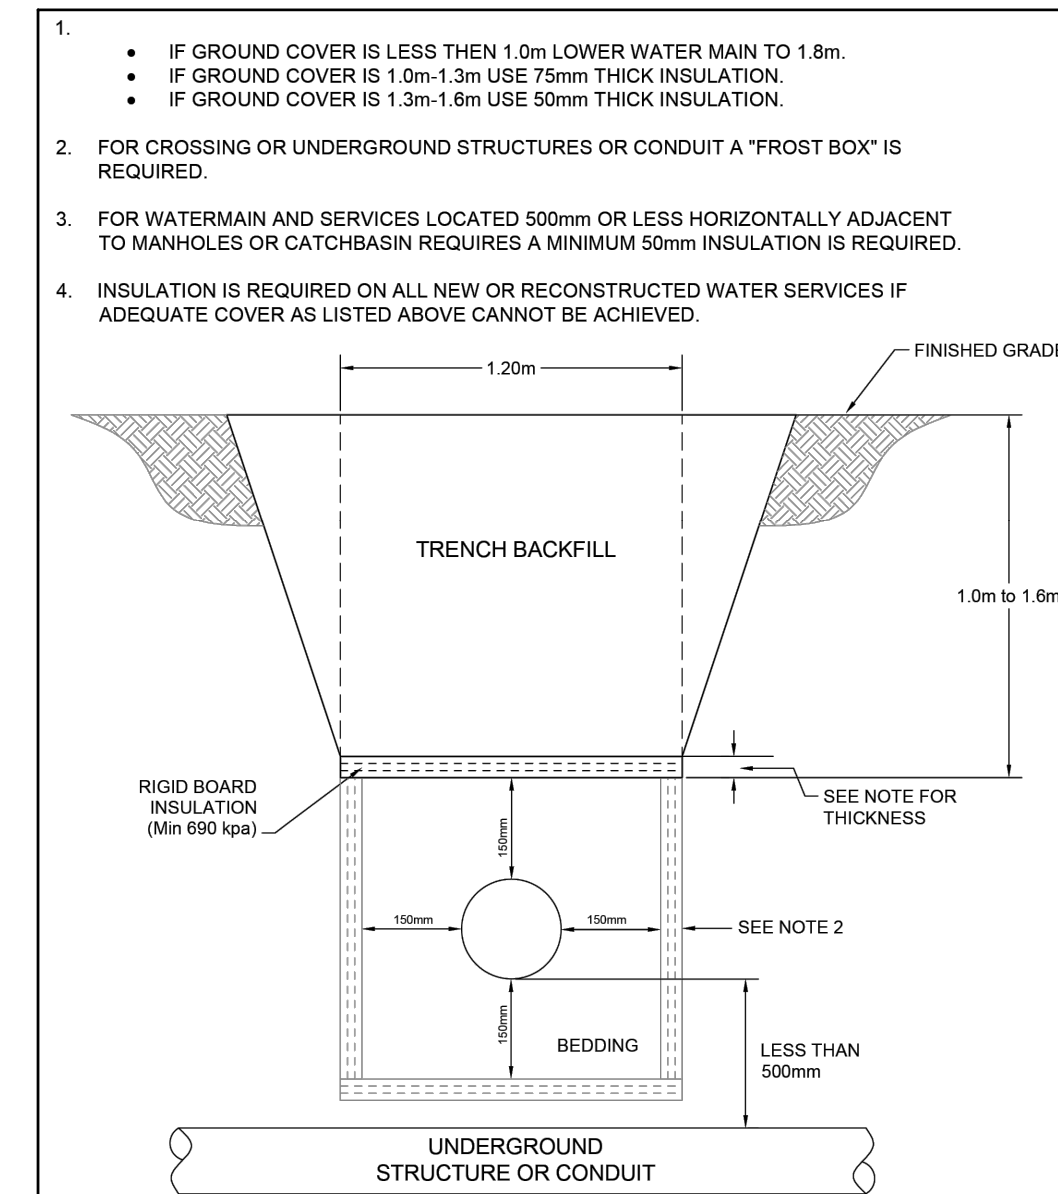 1.
• IF GROUND COVER IS LESS THEN 1.0m LOWER WATER MAIN TO 1.8m.
• IF GROUND COVER IS 1.0m-1.3m USE 75mm THICK INSULATION.
• IF GROUND COVER IS 1.3m-1.6m USE 50mm THICK INSULATION.
2. FOR CROSSING OR UNDERGROUND STRUCTURES OR CONDUIT A "FROST BOX" IS
REQUIRED.
3. FOR WATERMAIN AND SERVICES LOCATED 500mm OR LESS HORIZONTALLY ADJACENT
TO MANHOLES OR CATCHBASIN REQUIRES A MINIMUM 50mm INSULATION IS REQUIRED.
4. INSULATION IS REQUIRED ON ALL NEW OR RECONSTRUCTED WATER SERVICES IF
ADEQUATE COVER AS LISTED ABOVE CANNOT BE ACHIEVED.
FINISHED GRADE
1.20m
TRENCH BACKFILL
1.0m to 1.6m
RIGID BOARD
INSULATION
(Min 690 kpa)
SEE NOTE FOR
THICKNESS
150mm
150mm
150mm
SEE NOTE 2
150mm
BEDDING
LESS THAN
500mm
UNDERGROUND
STRUCTURE OR CONDUIT